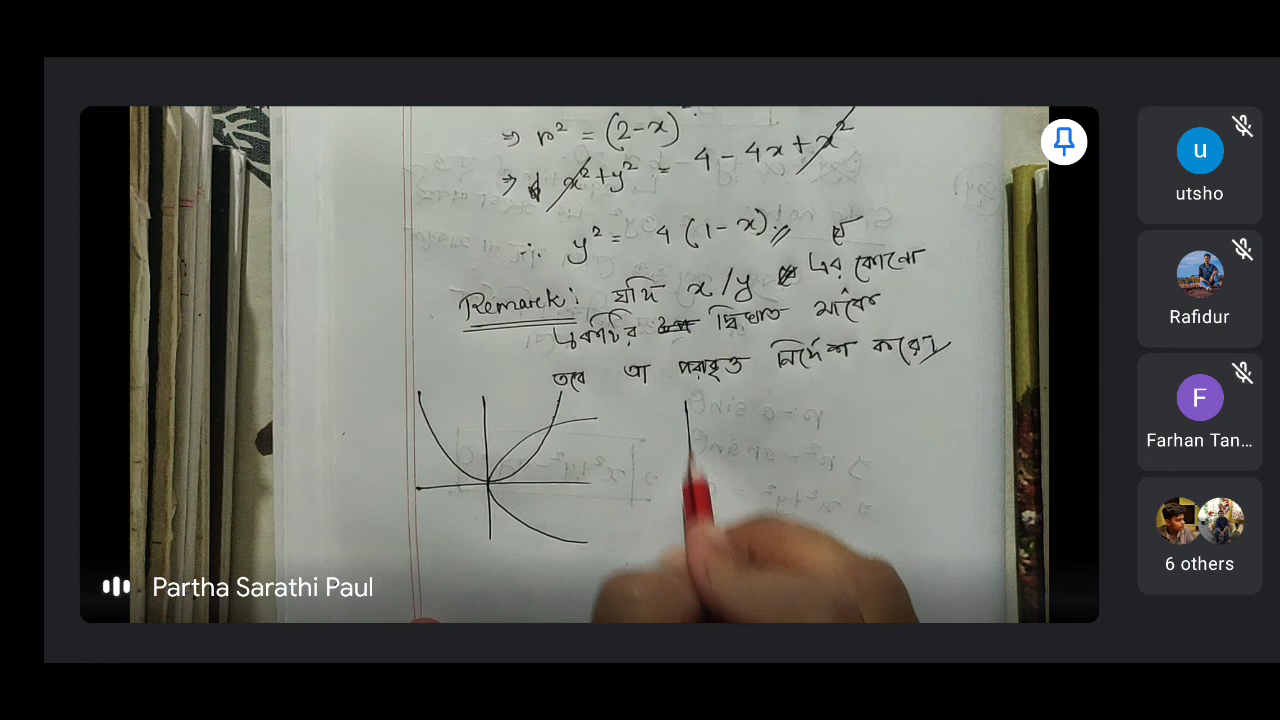 ⇒ r² = (2-x)²
⇒ x²+y² = 4 - 4x + x²
∴ y² = 4 (1-x)
Remark: যদি x/y এর কোনো
একটির দ্বিঘাত থাকে
তবে তা পরাবৃত্ত নির্দেশ করে।
Partha Sarathi Paul
u
utsho
Rafidur
F
Farhan Tan...
6 others